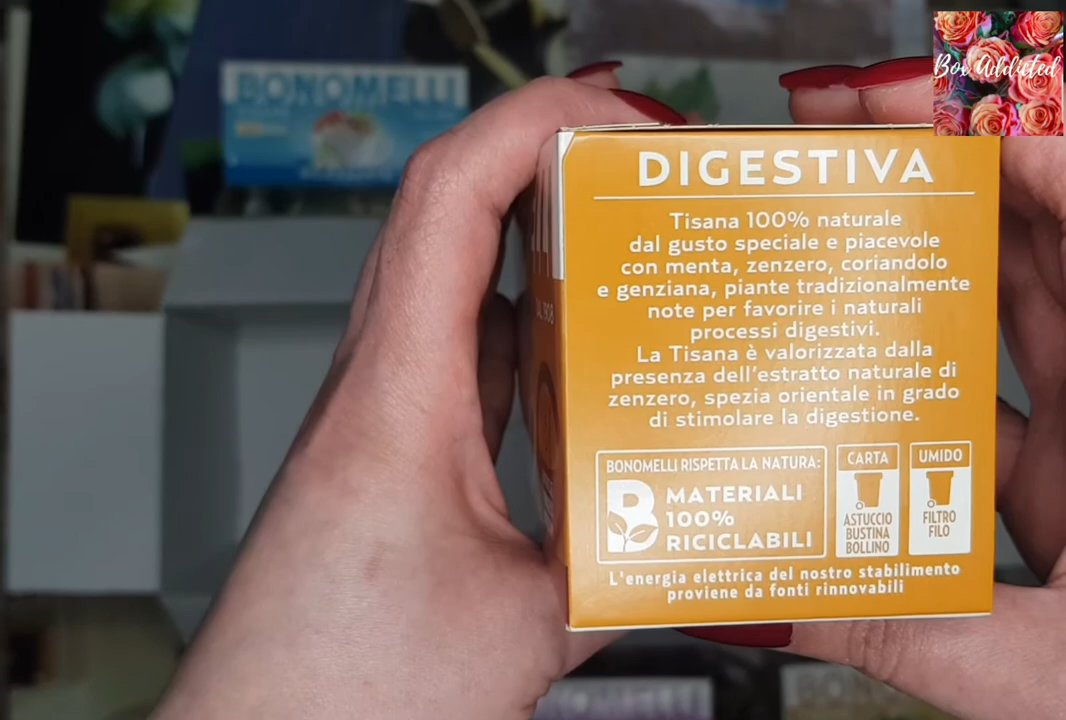 Box Addicted
BONOMELLI
DIGESTIVA
Tisana 100% naturale
dal gusto speciale e piacevole
con menta, zenzero, coriandolo
e genziana, piante tradizionalmente
note per favorire i naturali
processi digestivi.
La Tisana è valorizzata dalla
presenza dell'estratto naturale di
zenzero, spezia orientale in grado
di stimolare la digestione.
BONOMELLI RISPETTA LA NATURA:
MATERIALI
100%
RICICLABILI
CARTA
ASTUCCIO
BUSTINA
BOLLINO
UMIDO
FILTRO
FILO
L'energia elettrica del nostro stabilimento
proviene da fonti rinnovabili
DAL 1908